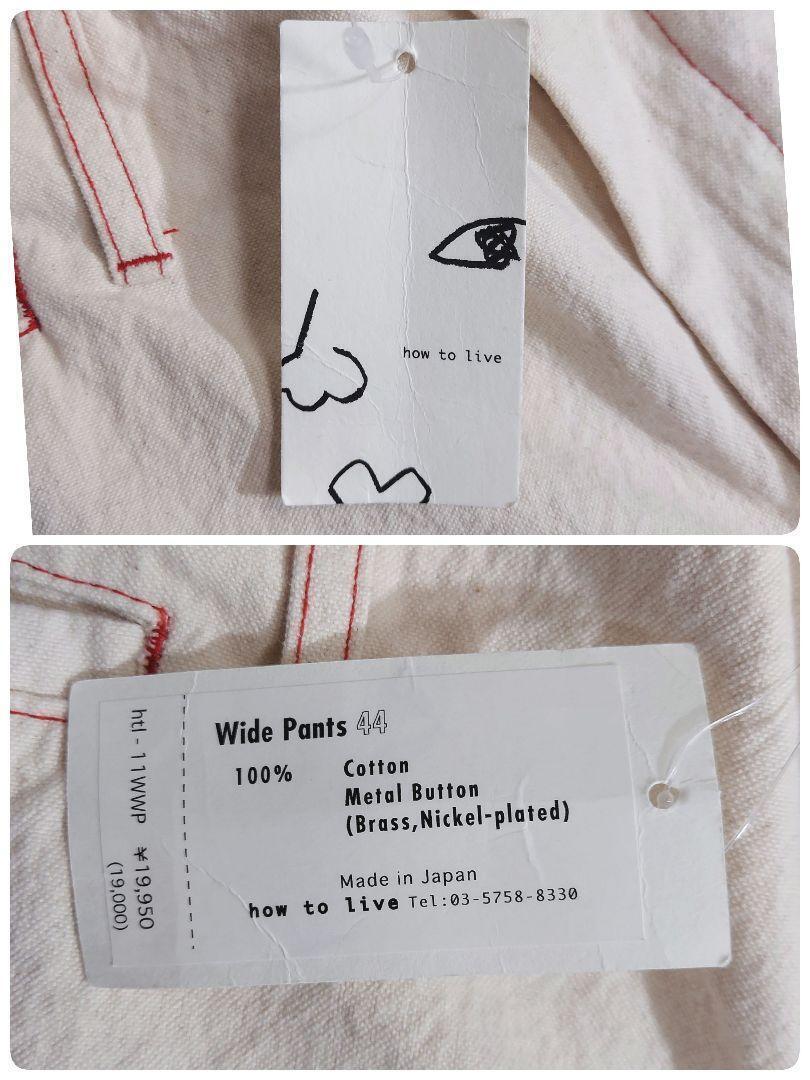 how to live
Wide Pants 44
100% Cotton
Metal Button
(Brass,Nickel-plated)
Made in Japan
how to live Tel:03-5758-8330
htl - 11WWP ¥19,950
(19,000)